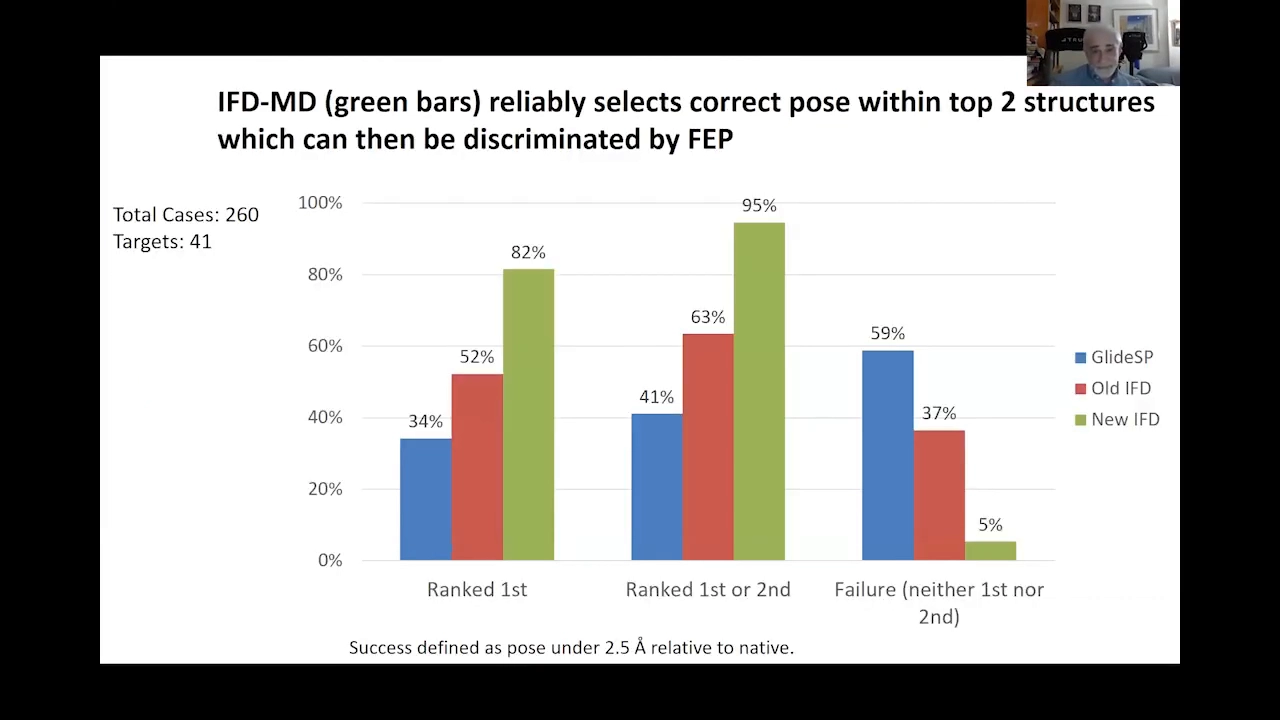 IFD-MD (green bars) reliably selects correct pose within top 2 structures
which can then be discriminated by FEP
Total Cases: 260
Targets: 41
100%
80%
60%
40%
20%
0%
34%
52%
82%
41%
63%
95%
59%
37%
5%
Ranked 1st
Ranked 1st or 2nd
Failure (neither 1st nor
2nd)
GlideSP
Old IFD
New IFD
Success defined as pose under 2.5 Å relative to native.